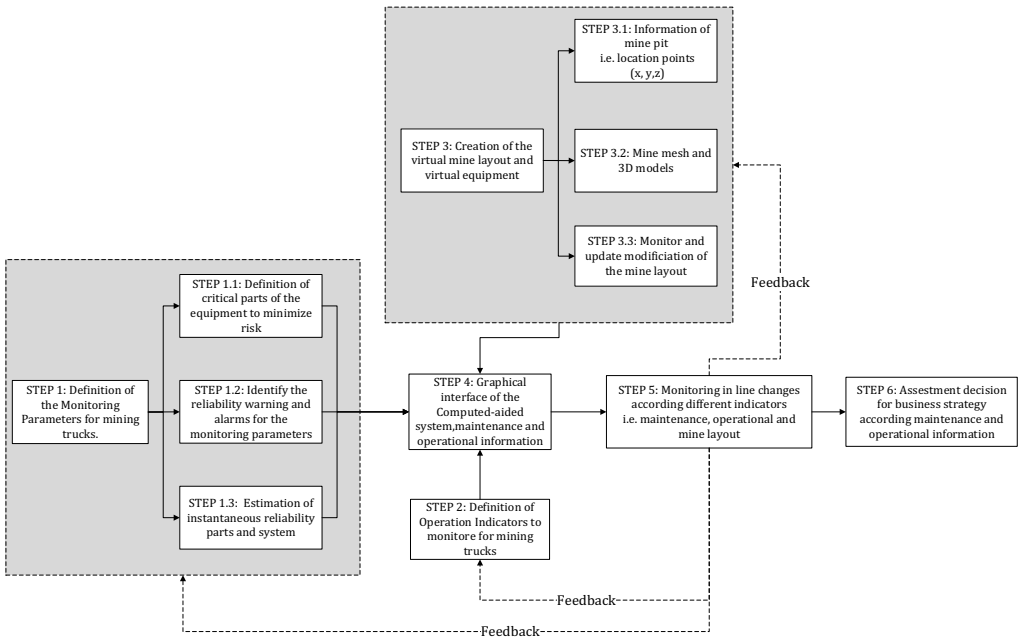 STEP 3.1: Information of
mine pit
i.e. location points
(x, y,z)
STEP 3: Creation of the
virtual mine layout and
virtual equipment
STEP 3.2: Mine mesh and
3D models
STEP 3.3: Monitor and
update modificiation of
the mine layout
Feedback
STEP 1.1: Definition of
critical parts of the
equipment to minimize
risk
STEP 1: Definition of
the Monitoring
Parameters for mining
trucks.
STEP 1.2: Identify the
reliability warning and
alarms for the
monitoring parameters
STEP 1.3:  Estimation of
instantaneous reliability
parts and system
STEP 4: Graphical
interface of the
Computed-aided
system,maintenance and
operational information
STEP 5: Monitoring in line changes
according different indicators
i.e. maintenance, operational and
mine layout
STEP 6: Assestment decision
for business strategy
according maintenance and
operational information
STEP 2: Definition of
Operation Indicators to
monitore for mining
trucks
Feedback
Feedback